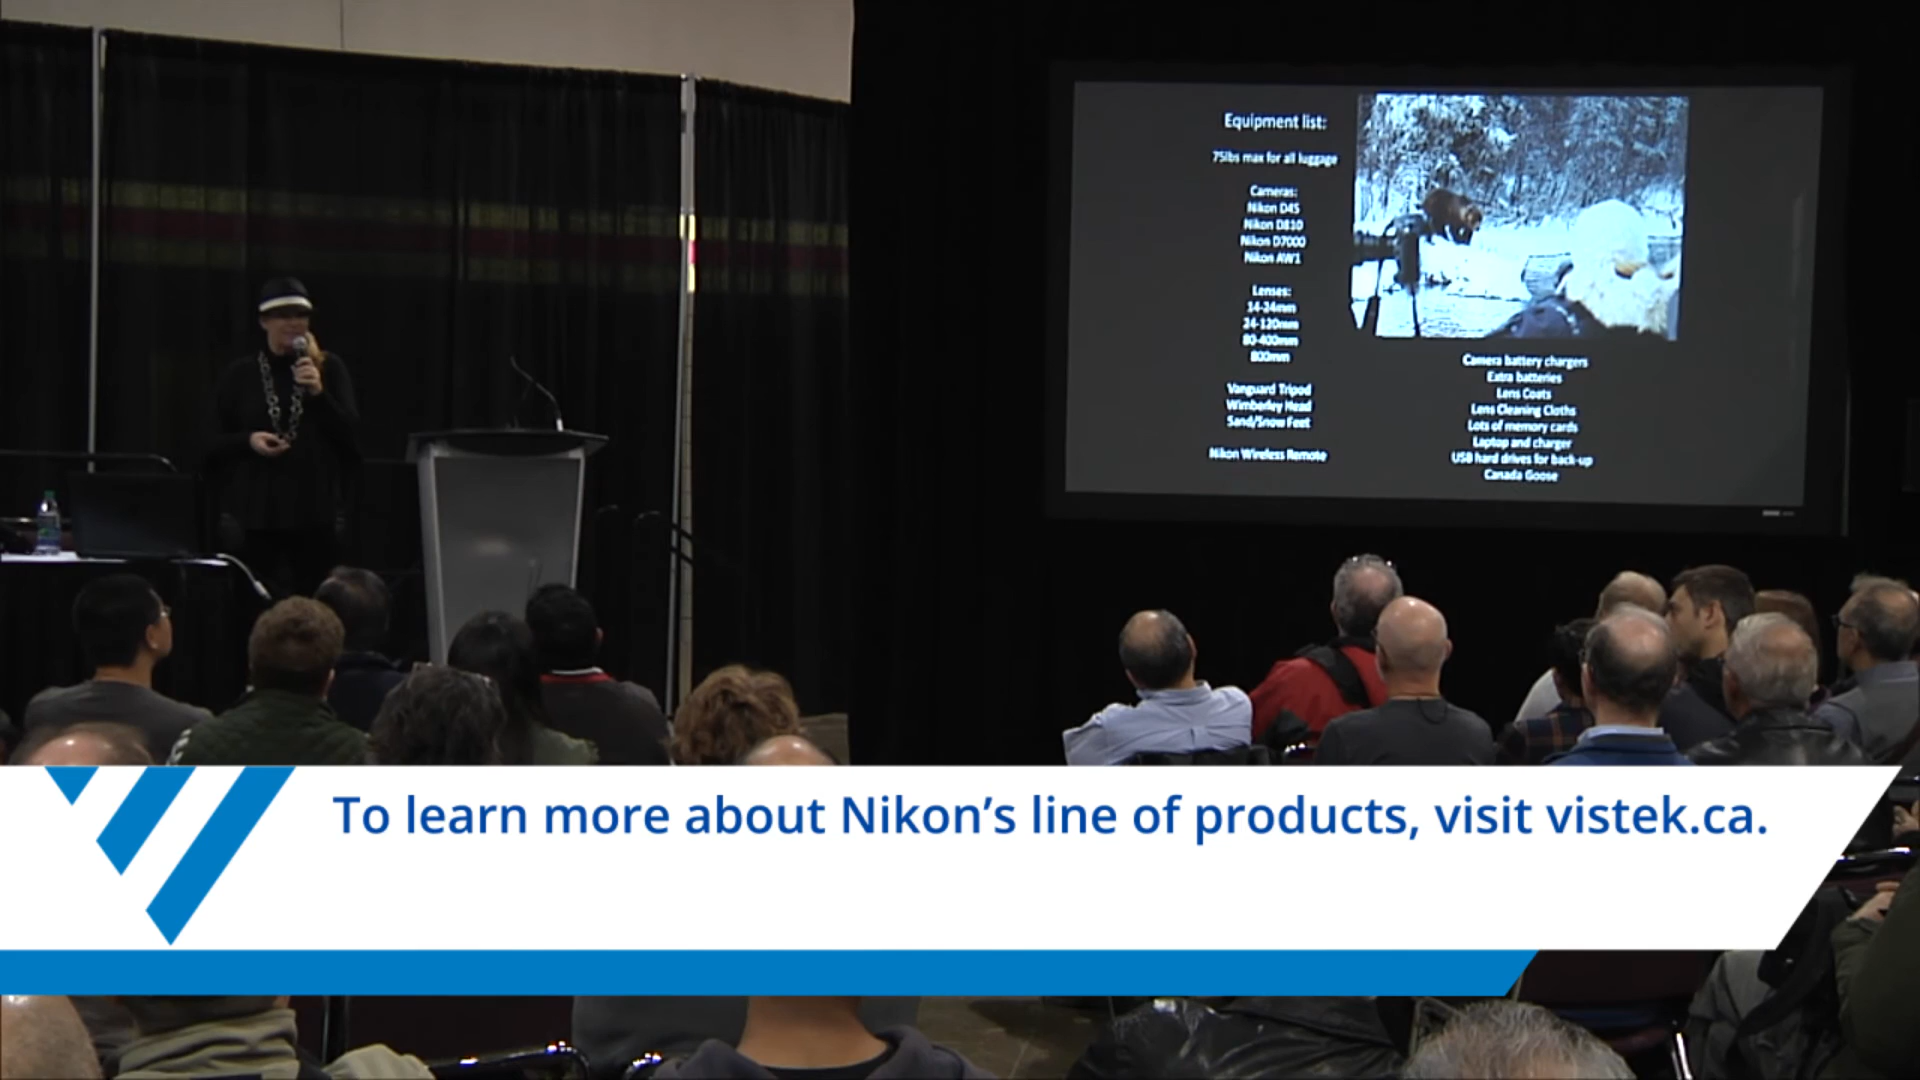 Equipment list:
75lbs max for all luggage
Cameras:
Nikon D4S
Nikon D810
Nikon D7000
Nikon AW1
Lenses:
14-24mm
24-120mm
80-400mm
800mm
Vanguard Tripod
Wimberley Head
Sand/Snow Feet
Nikon Wireless Remote
Camera battery chargers
Extra batteries
Lens Coats
Lens Cleaning Cloths
Lots of memory cards
Laptop and charger
USB hard drives for back-up
Canada Goose
To learn more about Nikon’s line of products, visit vistek.ca.